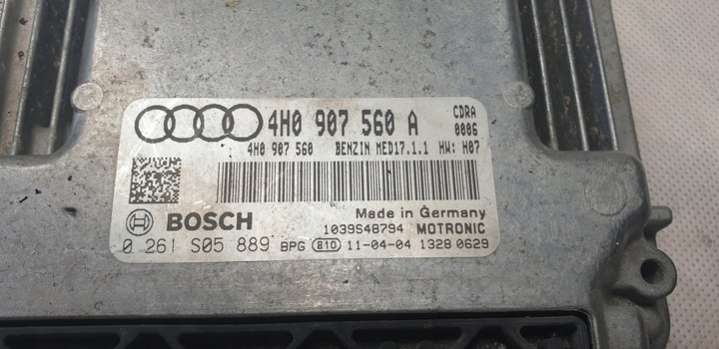 4H0 907 560 A CDRA
0006
4H0 907 560 BENZIN MED17.1.1 HW: H07
Made in Germany
BOSCH 1039S48794 MOTRONIC
0 261 S05 889 BPG 810 11-04-04 1328 0629